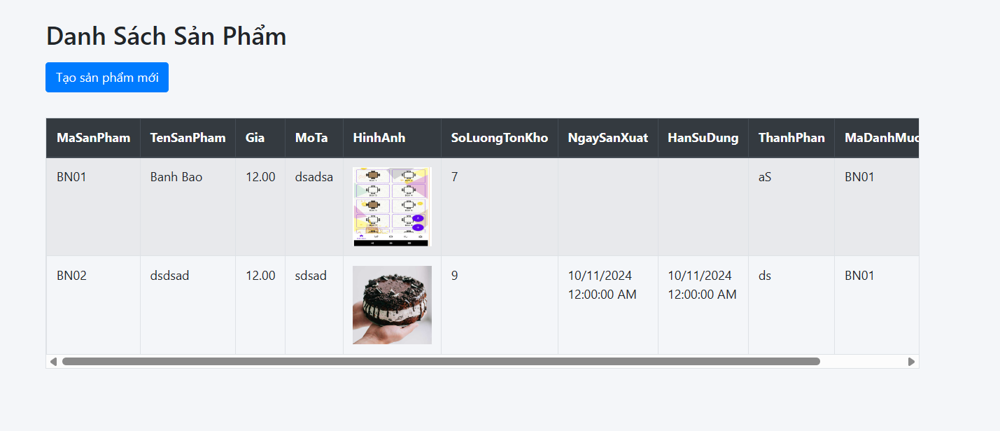 Danh Sách Sản Phẩm
Tạo sản phẩm mới
MaSanPham TenSanPham Gia MoTa HinhAnh SoLuongTonKho NgaySanXuat HanSuDung ThanhPhan MaDanhMuc
BN01 Banh Bao 12.00 dsadsa 7 aS BN01
BN02 dsdsad 12.00 sdsad 9 10/11/2024 10/11/2024 ds BN01
12:00:00 AM 12:00:00 AM